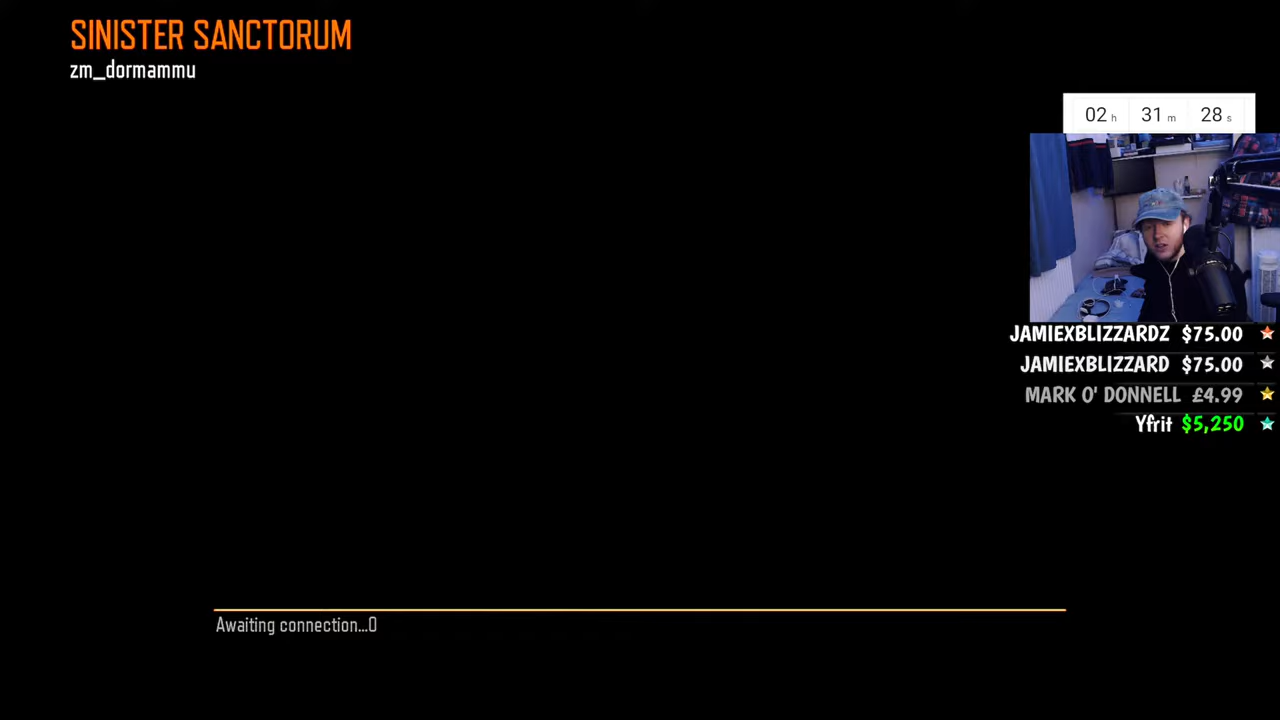 SINISTER SANCTORUM
zm_dormammu
02 h 31 m 28 s
JAMIEXBLIZZARDZ $75.00
JAMIEXBLIZZARD $75.00
MARK O' DONNELL £4.99
Yfrit $5,250
Awaiting connection...0